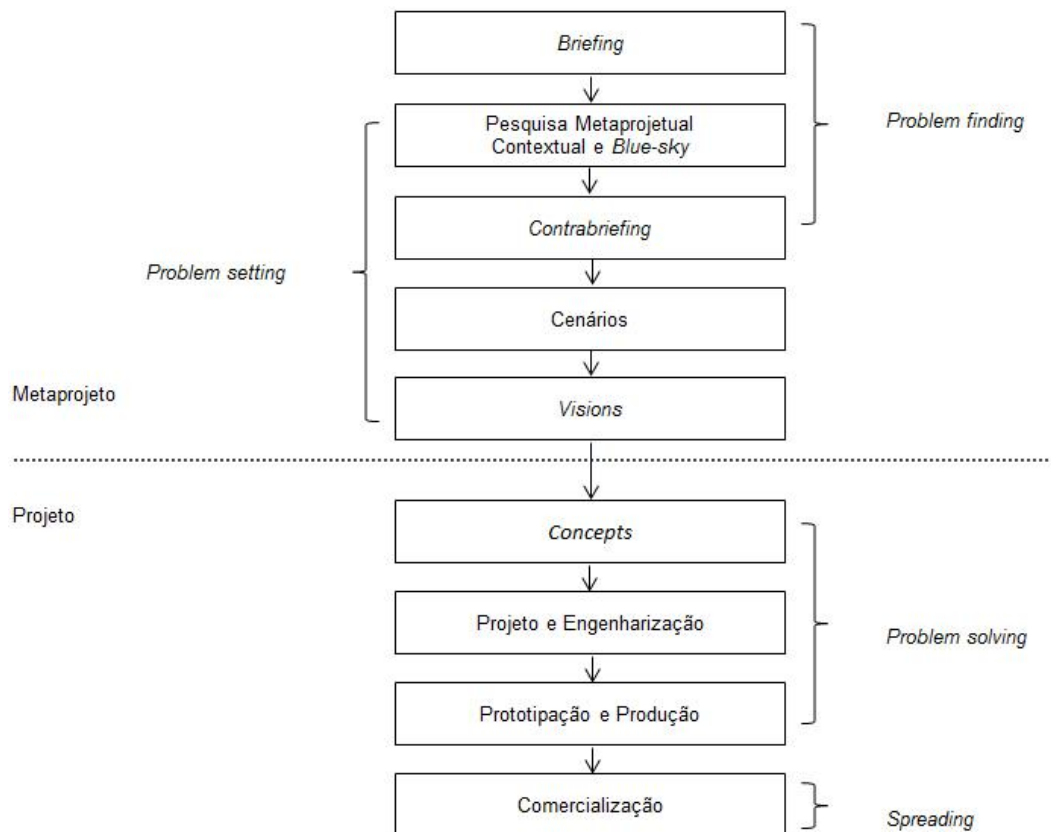 Briefing
Problem finding
Pesquisa Metaprojetual
Contextual e Blue-sky
Contrabriefing
Problem setting
Cenários
Metaprojeto
Visions
Projeto
Concepts
Projeto e Engenharização
Problem solving
Prototipação e Produção
Comercialização
Spreading